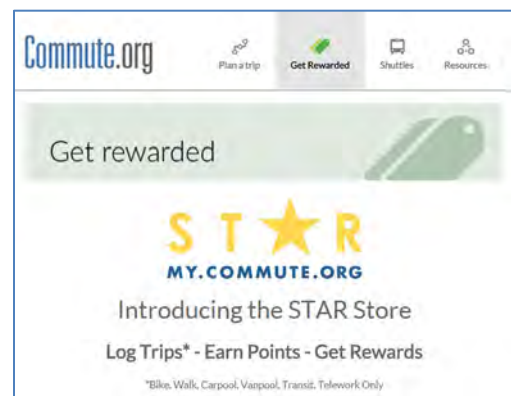 Commute.org
Plan a trip
Get Rewarded
Shuttles
Resources
Get rewarded
STAR
MY.COMMUTE.ORG
Introducing the STAR Store
Log Trips* - Earn Points - Get Rewards
*Bike, Walk, Carpool, Vanpool, Transit, Telework Only